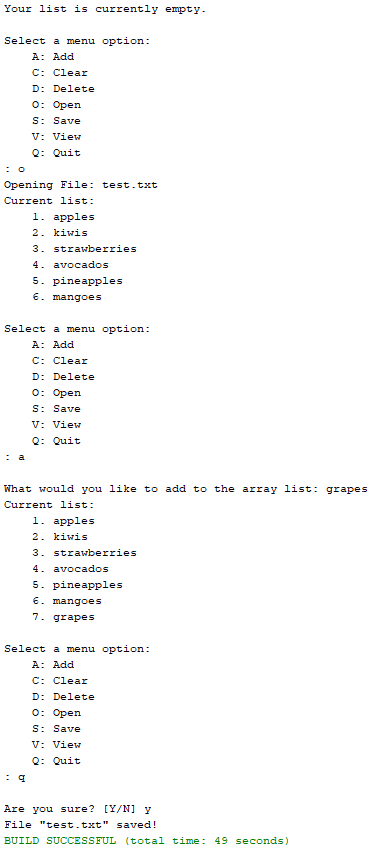 Your list is currently empty.
Select a menu option:
A: Add
C: Clear
D: Delete
O: Open
S: Save
V: View
Q: Quit
: o
Opening File: test.txt
Current list:
1. apples
2. kiwis
3. strawberries
4. avocados
5. pineapples
6. mangoes
Select a menu option:
A: Add
C: Clear
D: Delete
O: Open
S: Save
V: View
Q: Quit
: a
What would you like to add to the array list: grapes
Current list:
1. apples
2. kiwis
3. strawberries
4. avocados
5. pineapples
6. mangoes
7. grapes
Select a menu option:
A: Add
C: Clear
D: Delete
O: Open
S: Save
V: View
Q: Quit
: q
Are you sure? [Y/N] y
File "test.txt" saved!
BUILD SUCCESSFUL (total time: 49 seconds)